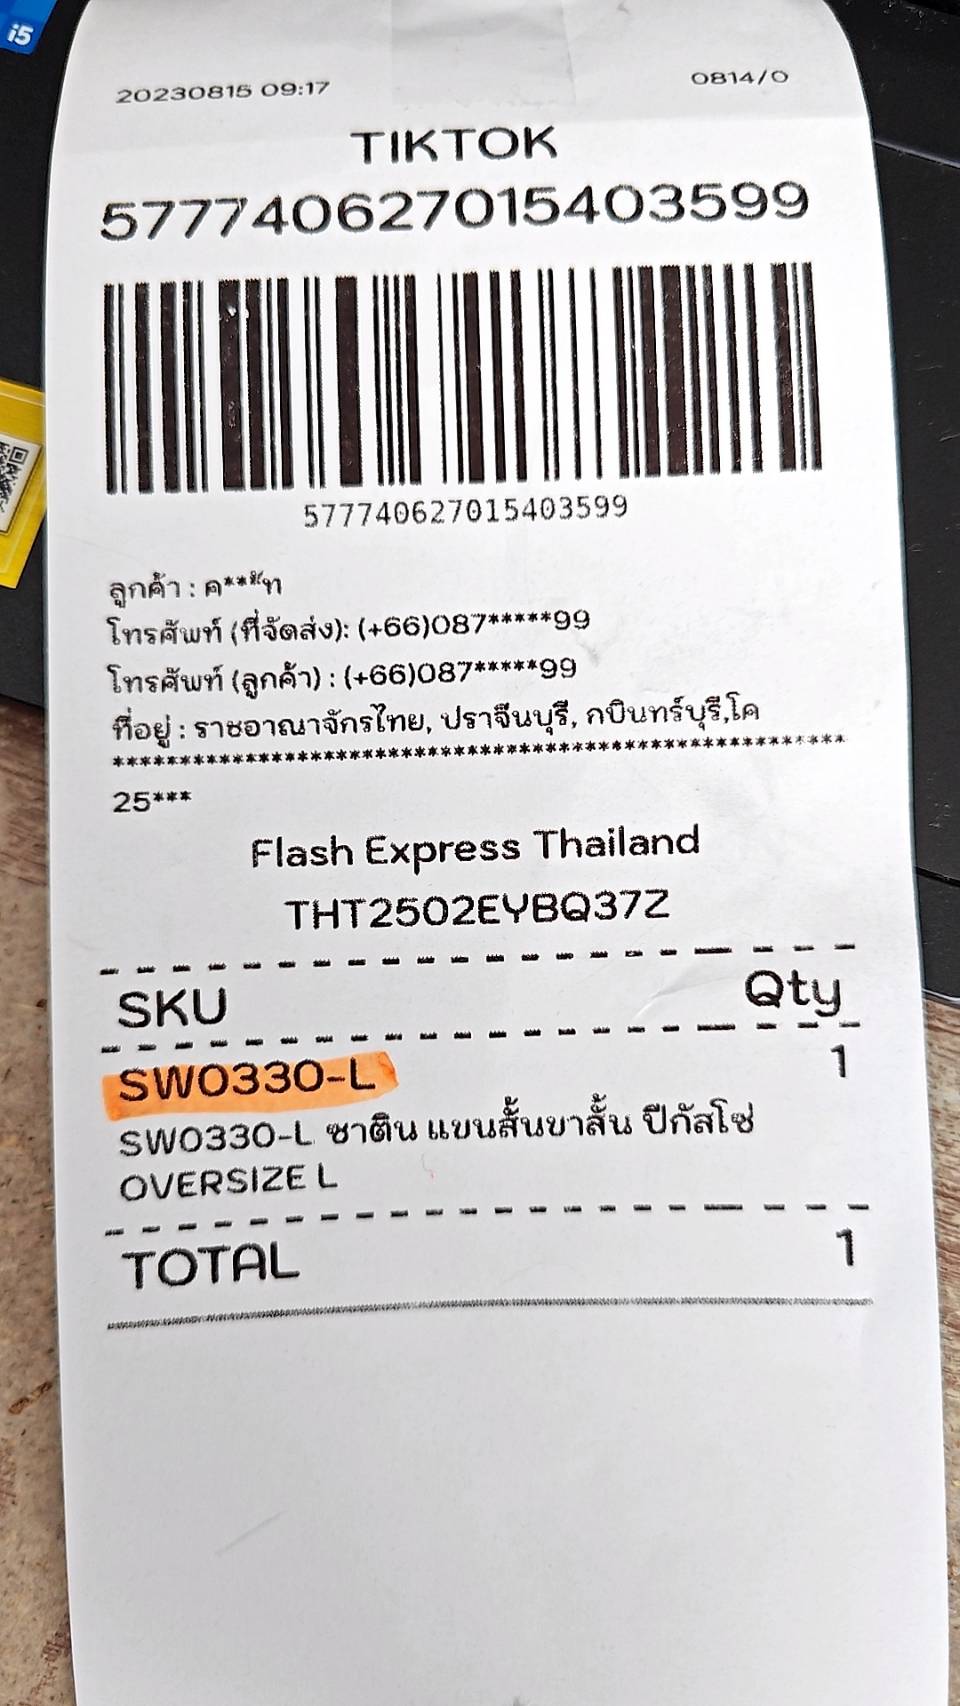 i5
20230815 09:17 0814/0
TIKTOK
577740627015403599
577740627015403599
ลูกค้า : ค***ัท
โทรศัพท์ (ที่จัดส่ง): (+66)087*****99
โทรศัพท์ (ลูกค้า) : (+66)087*****99
ที่อยู่ : ราชอาณาจักรไทย, ปราจีนบุรี, กบินทร์บุรี,โค
******************************************************************
25***
Flash Express Thailand
THT2502EYBQ37Z
SKU Qty
SW0330-L 1
SW0330-L ซาติน แขนสั้นขาสั้น ปีกัสโซ่
OVERSIZE L
TOTAL 1